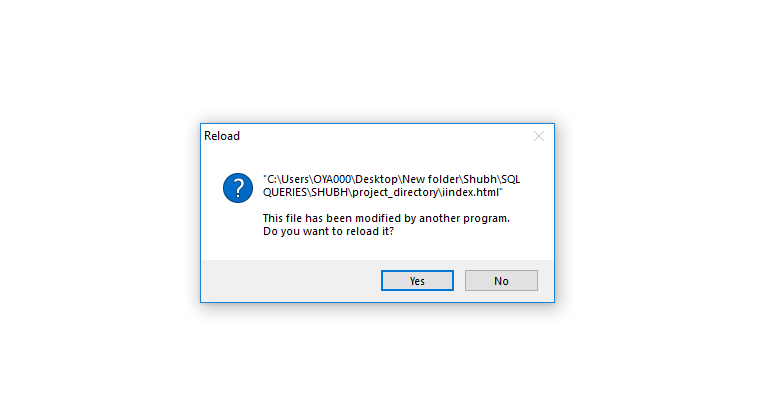 Reload
"C:\Users\OYA000\Desktop\New folder\Shubh\SQL
QUERIES\SHUBH\project_directory\iindex.html"
This file has been modified by another program.
Do you want to reload it?
Yes
No